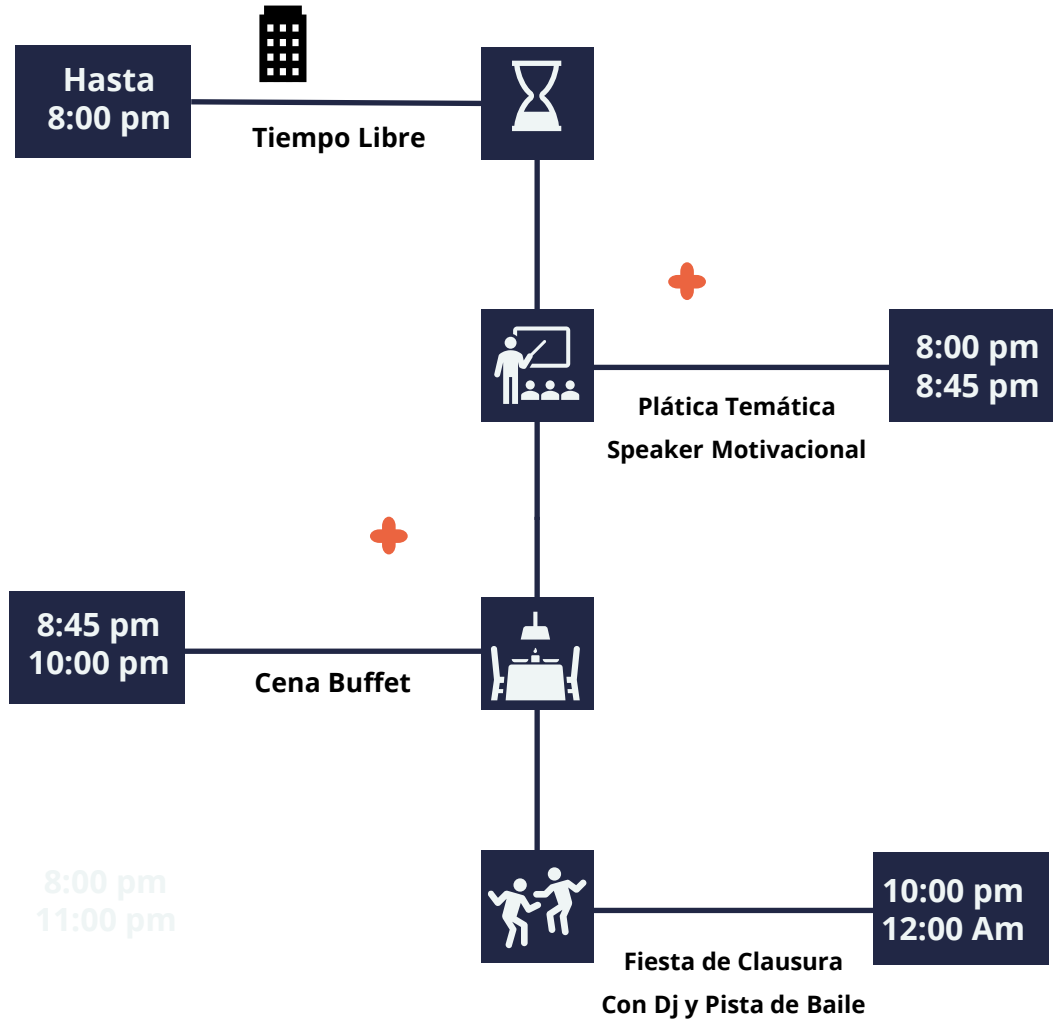 Hasta
8:00 pm
Tiempo Libre
8:00 pm
8:45 pm
Plática Temática
Speaker Motivacional
8:45 pm
10:00 pm
Cena Buffet
8:00 pm
11:00 pm
10:00 pm
12:00 Am
Fiesta de Clausura
Con Dj y Pista de Baile